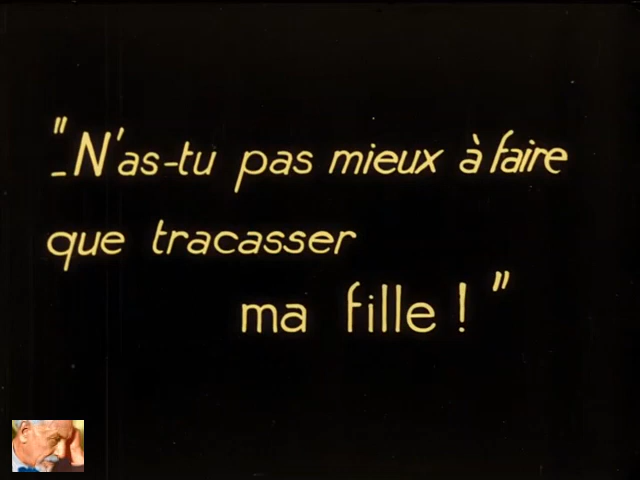 "_N'as-tu pas mieux à faire
que tracasser
ma fille ! "